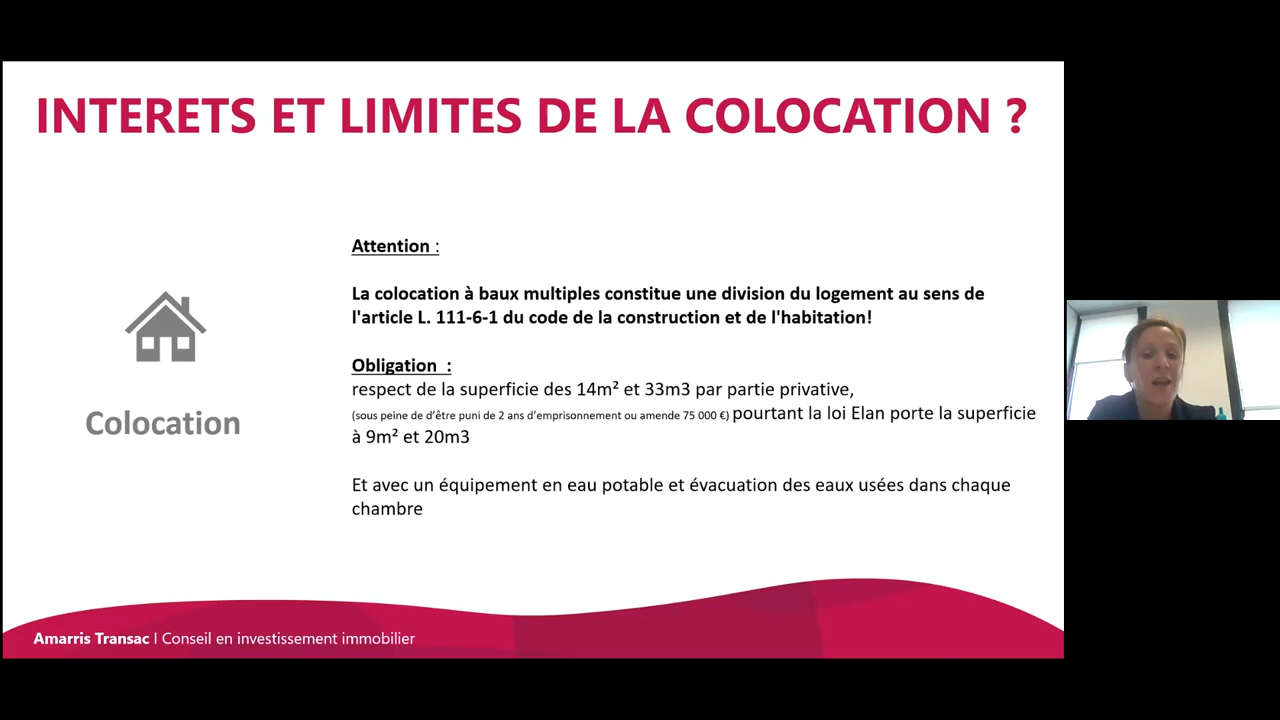 INTERETS ET LIMITES DE LA COLOCATION ?
Attention :
La colocation à baux multiples constitue une division du logement au sens de
l'article L. 111-6-1 du code de la construction et de l'habitation!
Obligation :
respect de la superficie des 14m² et 33m3 par partie privative,
(sous peine de d'être puni de 2 ans d'emprisonnement ou amende 75 000 €) pourtant la loi Elan porte la superficie
à 9m² et 20m3
Et avec un équipement en eau potable et évacuation des eaux usées dans chaque
chambre
Colocation
Amarris Transac l Conseil en investissement immobilier